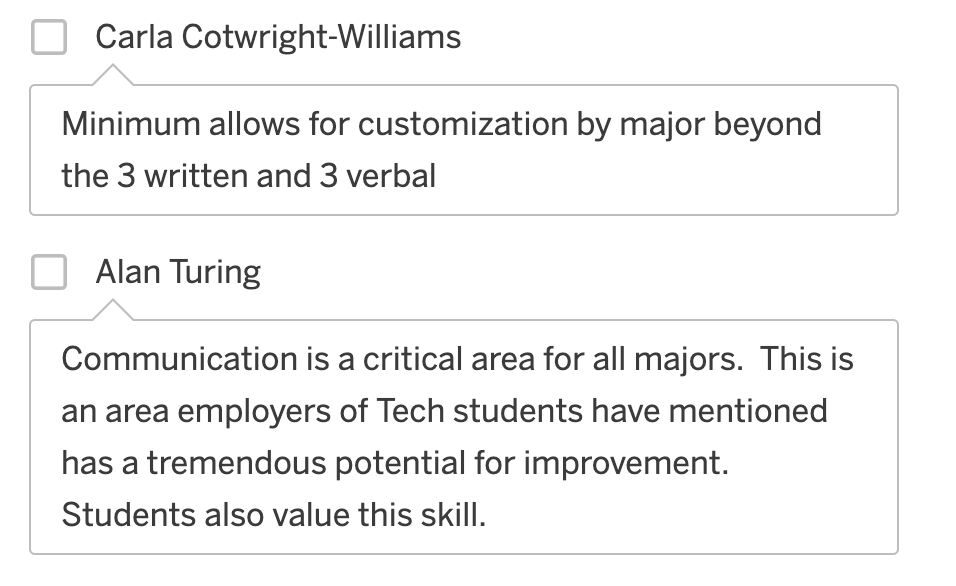 Carla Cotwright-Williams
Minimum allows for customization by major beyond
the 3 written and 3 verbal
Alan Turing
Communication is a critical area for all majors.  This is
an area employers of Tech students have mentioned
has a tremendous potential for improvement.
Students also value this skill.